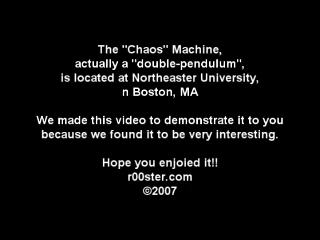 The "Chaos" Machine,
actually a "double-pendulum",
is located at Northeaster University,
n Boston, MA
We made this video to demonstrate it to you
because we found it to be very interesting.
Hope you enjoied it!!
r00ster.com
©2007